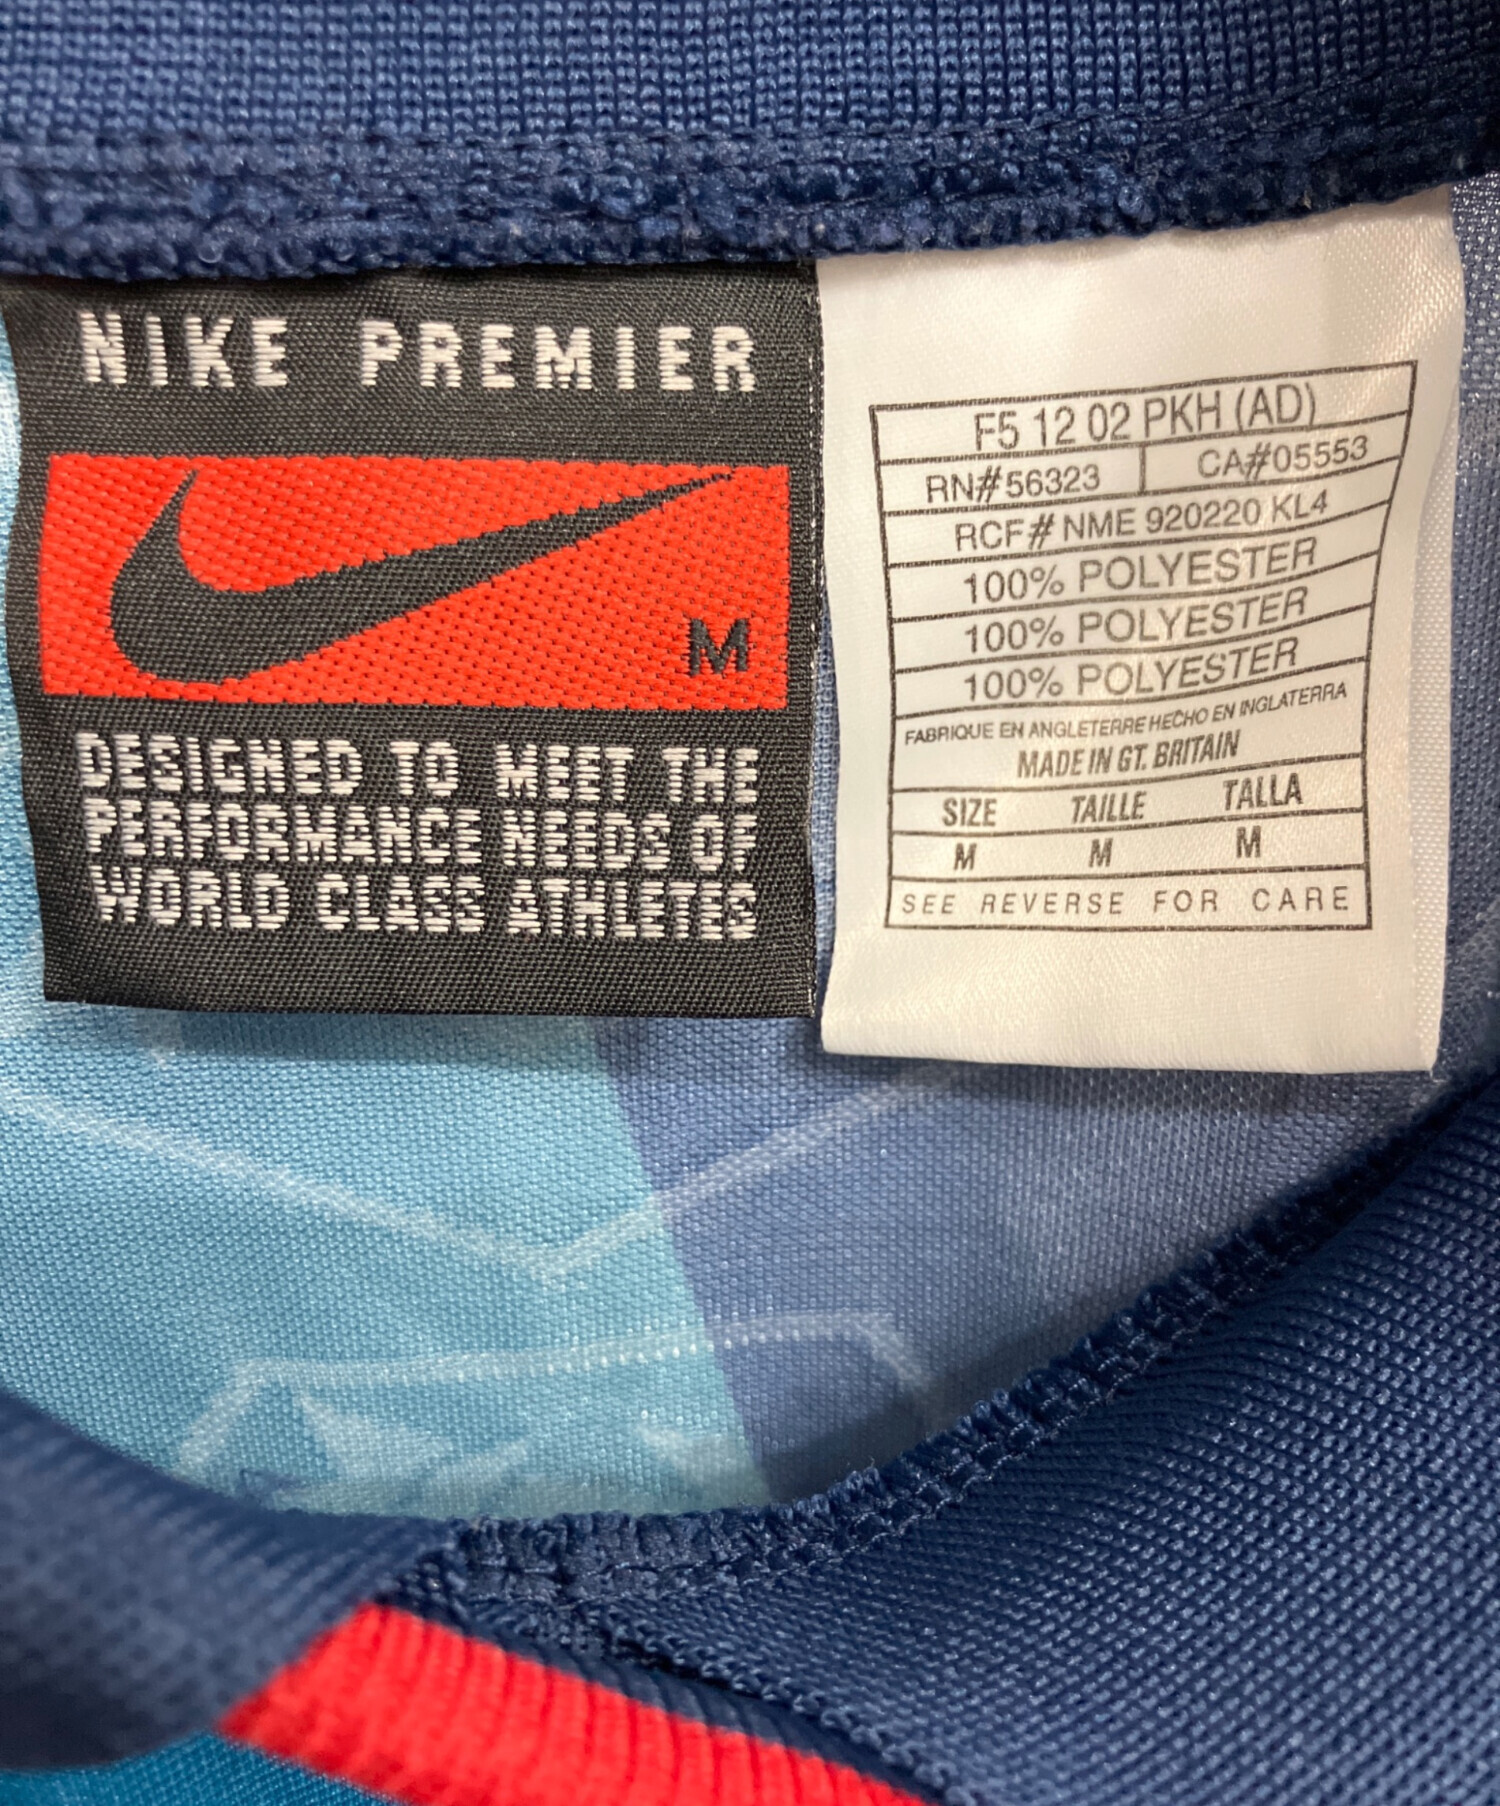 NIKE PREMIER
M
DESIGNED TO MEET THE
PERFORMANCE NEEDS OF
WORLD CLASS ATHLETES
F5 12 02 PKH (AD)
RN#56323 CA#05553
RCF# NME 920220 KL4
100% POLYESTER
100% POLYESTER
100% POLYESTER
FABRIQUE EN ANGLETERRE HECHO EN INGLATERRA
MADE IN GT. BRITAIN
SIZE TAILLE TALLA
M M M
SEE REVERSE FOR CARE